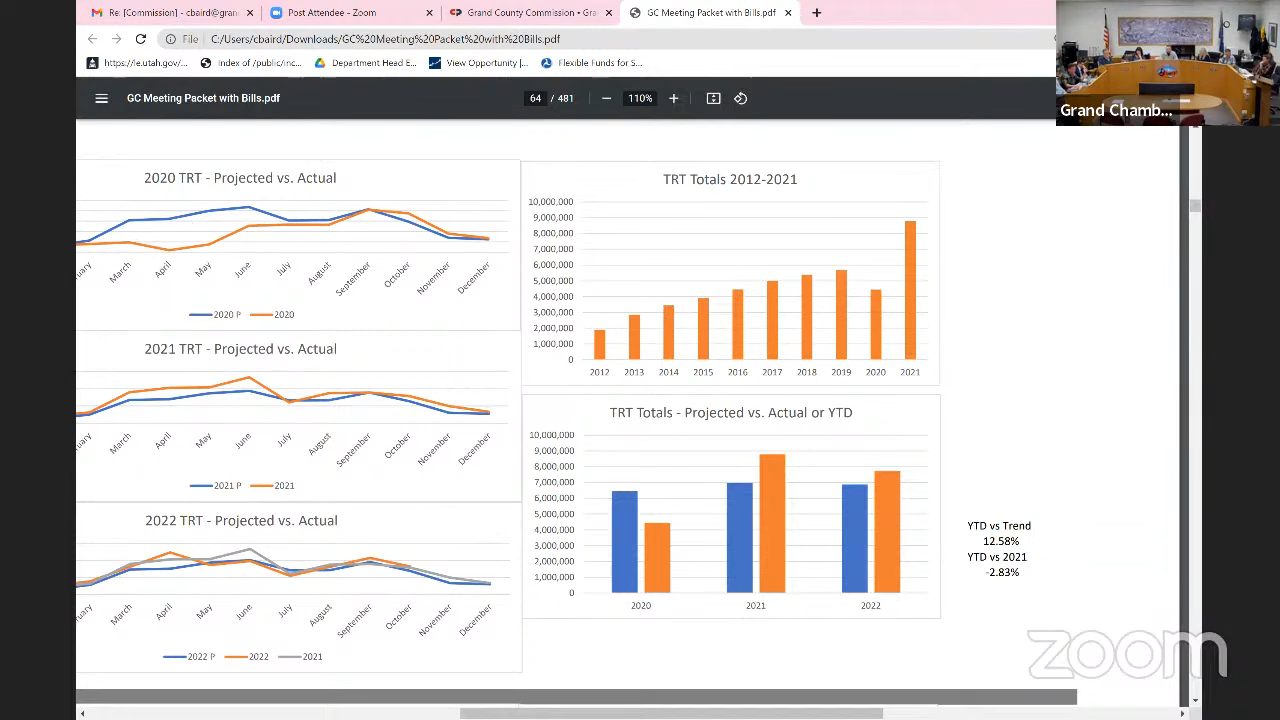 Re: [Commission] - cbaird@gran
Post Attendee - Zoom
Grand County Commission • Gra
GC Meeting Packet with Bills.pdf
File
C:/Users/cbaird/Downloads/GC%20Meeting%
Bills.pdf
https://le.utah.gov/
Index of /public/inc...
Department Head B...
View Opportunity |...
Flexible Funds for S...
GC Meeting Packet with Bills.pdf
64 / 481
110%
Grand Chamb...
2020 TRT - Projected vs. Actual
March
April
May
June
July
August
September
October
November
December
2020 P
2020
2021 TRT - Projected vs. Actual
March
April
May
June
July
August
September
October
November
December
2021 P
2021
2022 TRT - Projected vs. Actual
March
April
May
June
July
August
September
October
November
December
2022 P
2022
2021
TRT Totals 2012-2021
10,000,000
9,000,000
8,000,000
7,000,000
6,000,000
5,000,000
4,000,000
3,000,000
2,000,000
1,000,000
0
2012 2013 2014 2015 2016 2017 2018 2019 2020 2021
TRT Totals - Projected vs. Actual or YTD
10,000,000
9,000,000
8,000,000
7,000,000
6,000,000
5,000,000
4,000,000
3,000,000
2,000,000
1,000,000
0
2020 2021 2022
YTD vs Trend
12.58%
YTD vs 2021
-2.83%
zoom